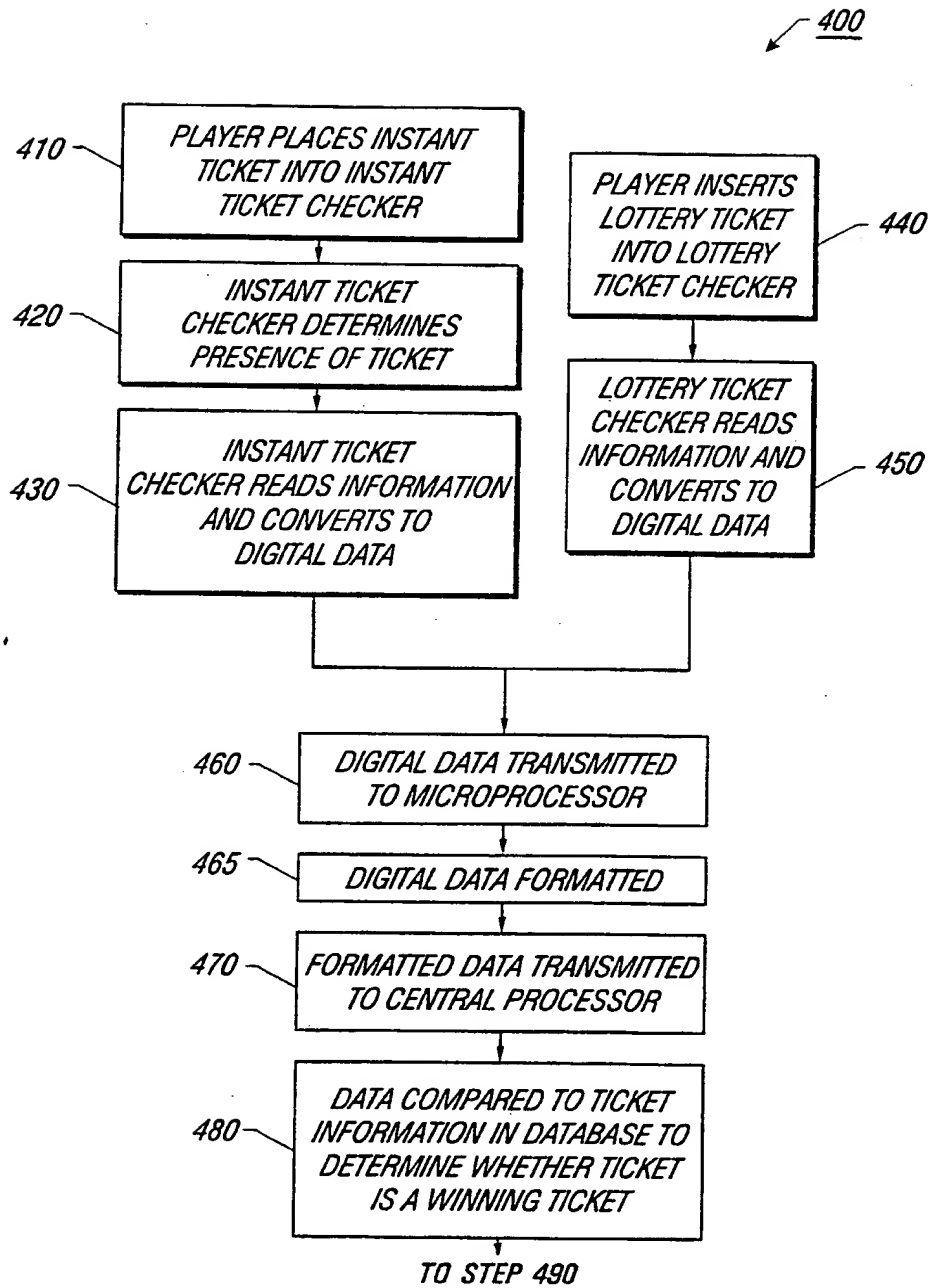 400
410
PLAYER PLACES INSTANT
TICKET INTO INSTANT
TICKET CHECKER
420
INSTANT TICKET
CHECKER DETERMINES
PRESENCE OF TICKET
430
INSTANT TICKET
CHECKER READS INFORMATION
AND CONVERTS TO
DIGITAL DATA
PLAYER INSERTS
LOTTERY TICKET
INTO LOTTERY
TICKET CHECKER
440
LOTTERY TICKET
CHECKER READS
INFORMATION AND
CONVERTS TO
DIGITAL DATA
450
460
DIGITAL DATA TRANSMITTED
TO MICROPROCESSOR
465
DIGITAL DATA FORMATTED
470
FORMATTED DATA TRANSMITTED
TO CENTRAL PROCESSOR
480
DATA COMPARED TO TICKET
INFORMATION IN DATABASE TO
DETERMINE WHETHER TICKET
IS A WINNING TICKET
TO STEP 490